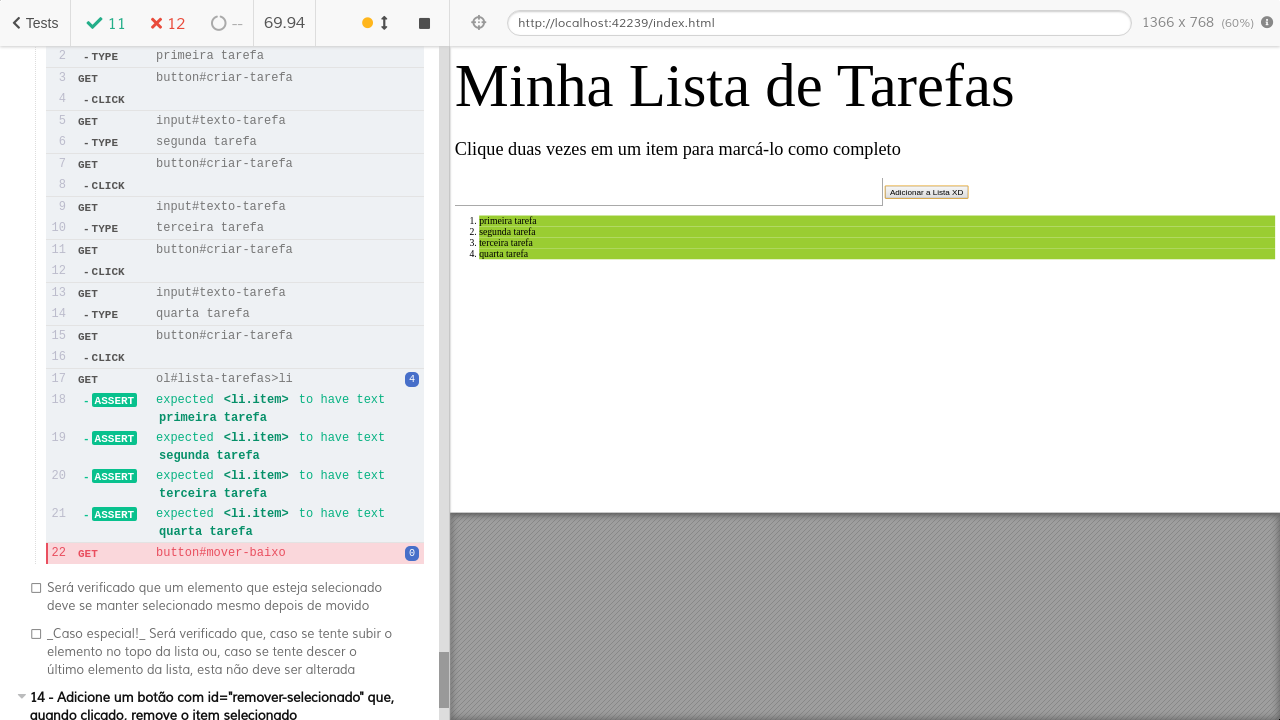 Tests 11 12 -- 69.94 http://localhost:42239/index.html 1366 x 768 (60%)
2 - TYPE primeira tarefa
3 GET button#criar-tarefa
4 - CLICK
5 GET input#texto-tarefa
6 - TYPE segunda tarefa
7 GET button#criar-tarefa
8 - CLICK
9 GET input#texto-tarefa
10 - TYPE terceira tarefa
11 GET button#criar-tarefa
12 - CLICK
13 GET input#texto-tarefa
14 - TYPE quarta tarefa
15 GET button#criar-tarefa
16 - CLICK
17 GET ol#lista-tarefas>li 4
18 - ASSERT expected <li.item> to have text
primeira tarefa
19 - ASSERT expected <li.item> to have text
segunda tarefa
20 - ASSERT expected <li.item> to have text
terceira tarefa
21 - ASSERT expected <li.item> to have text
quarta tarefa
22 GET button#mover-baixo 0
Será verificado que um elemento que esteja selecionado
deve se manter selecionado mesmo depois de movido
_Caso especial!_ Será verificado que, caso se tente subir o
elemento no topo da lista ou, caso se tente descer o
último elemento da lista, esta não deve ser alterada
14 - Adicione um botão com id="remover-selecionado" que,
quando clicado, remove o item selecionado
Minha Lista de Tarefas
Clique duas vezes em um item para marcá-lo como completo
Adicionar a Lista XD
1. primeira tarefa
2. segunda tarefa
3. terceira tarefa
4. quarta tarefa